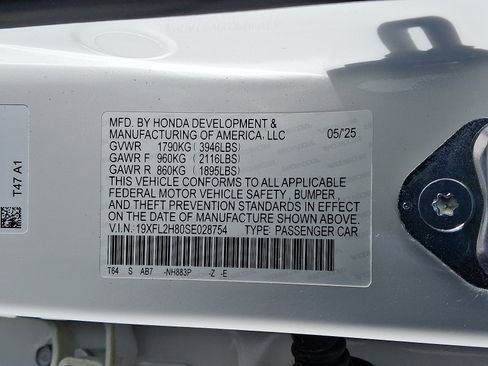 MFD. BY HONDA DEVELOPMENT &
MANUFACTURING OF AMERICA, LLC 05/'25
GVWR 1790KG ( 3946LBS)
GAWR F 960KG ( 2116LBS)
GAWR R 860KG ( 1895LBS)
THIS VEHICLE CONFORMS TO ALL APPLICABLE
FEDERAL MOTOR VEHICLE SAFETY , BUMPER ,
AND THEFT PREVENTION STANDARDS IN EFFECT
ON THE DATE OF MANUFACTURE SHOWN ABOVE.
V.I.N: 19XFL2H80SE028754 TYPE: PASSENGER CAR
T64 S AB7 -NH883P -Z -E
T47 A1